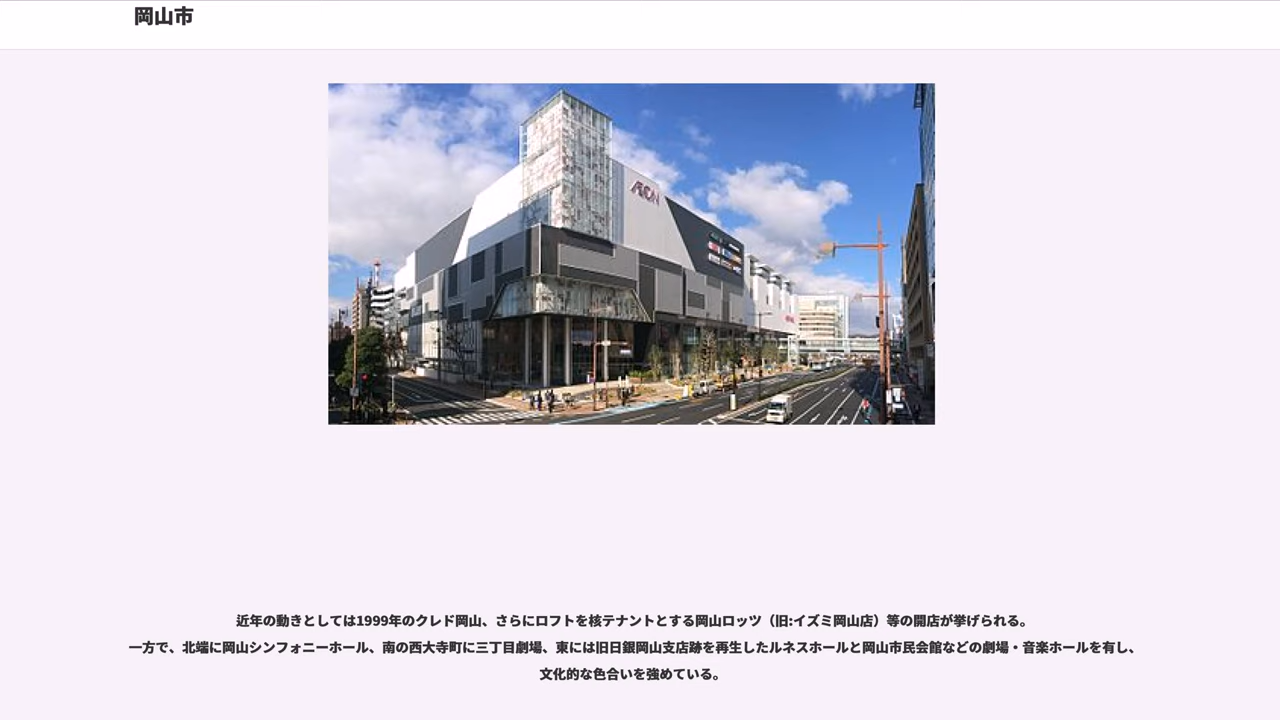 岡山市
ÆON
近年の動きとしては1999年のクレド岡山、さらにロフトを核テナントとする岡山ロッツ（旧:イズミ岡山店）等の開店が挙げられる。
一方で、北端に岡山シンフォニーホール、南の西大寺町に三丁目劇場、東には旧日銀岡山支店跡を再生したルネスホールと岡山市民会館などの劇場・音楽ホールを有し、
文化的な色合いを強めている。